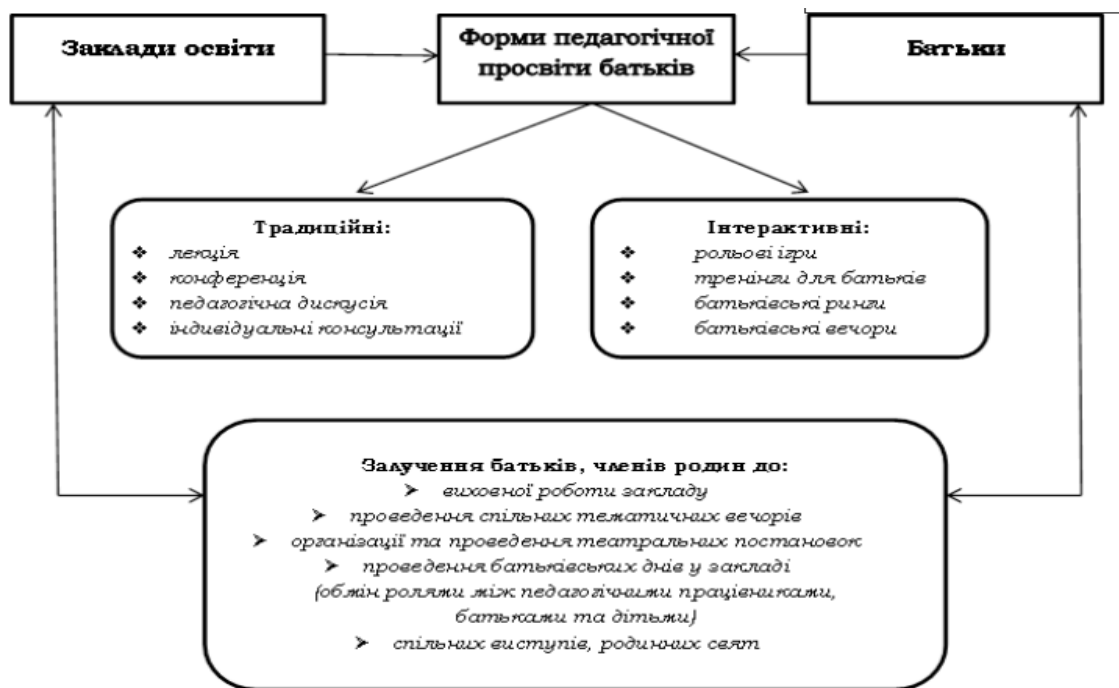 Заклади освіти
Форми педагогічної
просвіти батьків
Батьки
Традиційні:
❖ лекція
❖ конференція
❖ педагогічна дискусія
❖ індивідуальні консультації
Інтерактивні:
❖ рольові ігри
❖ тренінги для батьків
❖ батьківські ринги
❖ батьківські вечори
Залучення батьків, членів родин до:
➢ виховної роботи закладу
➢ проведення спільних тематичних вечорів
➢ організації та проведення театральних постановок
➢ проведення батьківських днів у закладі
(обмін ролями між педагогічними працівниками,
батьками та дітьми)
➢ спільних виступів, родинних свят